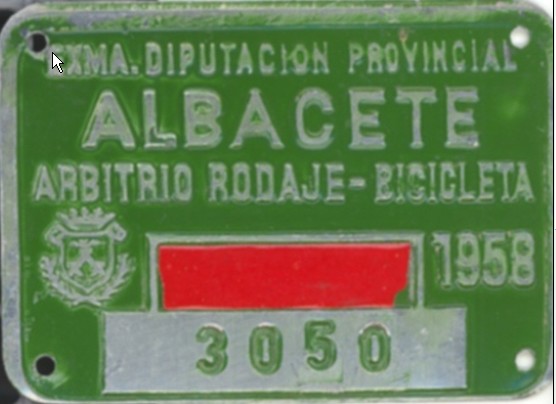 EXMA. DIPUTACION PROVINCIAL
ALBACETE
ARBITRIO RODAJE-BICICLETA
1958
3050